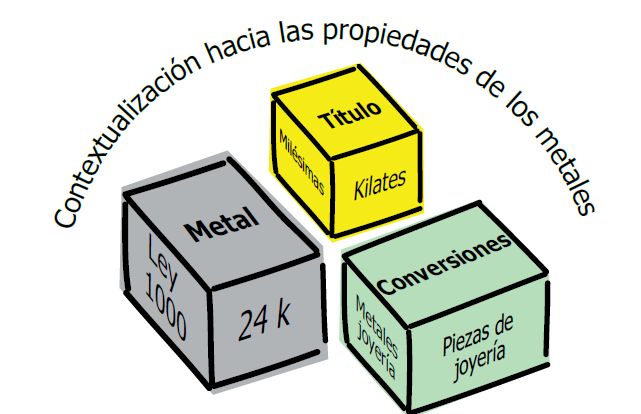 Contextualización hacia las propiedades de los metales
Título
Milésimas
Kilates
Metal
Ley
1000
24 k
Conversiones
Metales
joyería
Piezas de
joyería